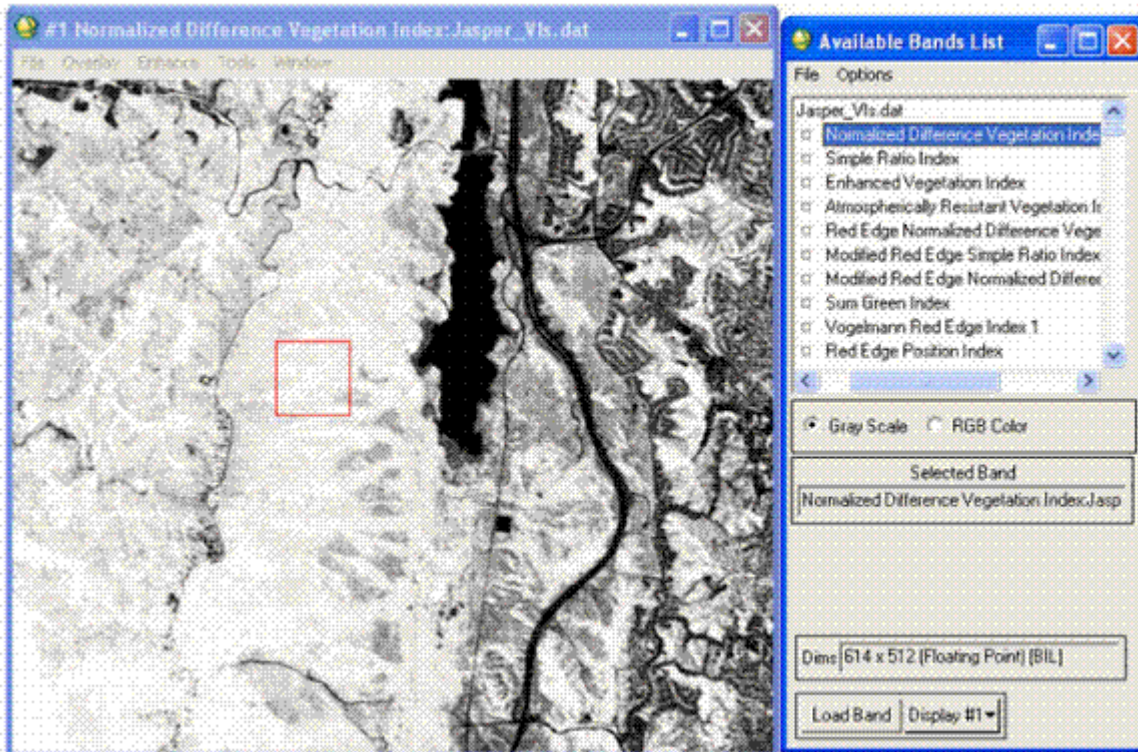 #1 Normalized Difference Vegetation Index:Jasper_VIs.dat
File Overlay Enhance Tools Window
Available Bands List
File Options
Jasper_VIs.dat
Normalized Difference Vegetation Inde
Simple Ratio Index
Enhanced Vegetation Index
Atmospherically Resistant Vegetation I
Red Edge Normalized Difference Vege
Modified Red Edge Simple Ratio Index
Modified Red Edge Normalized Differe
Sum Green Index
Vogelmann Red Edge Index 1
Red Edge Position Index
Gray Scale RGB Color
Selected Band
Normalized Difference Vegetation Index:Jasp
Dims 614 x 512 (Floating Point) [BIL]
Load Band Display #1